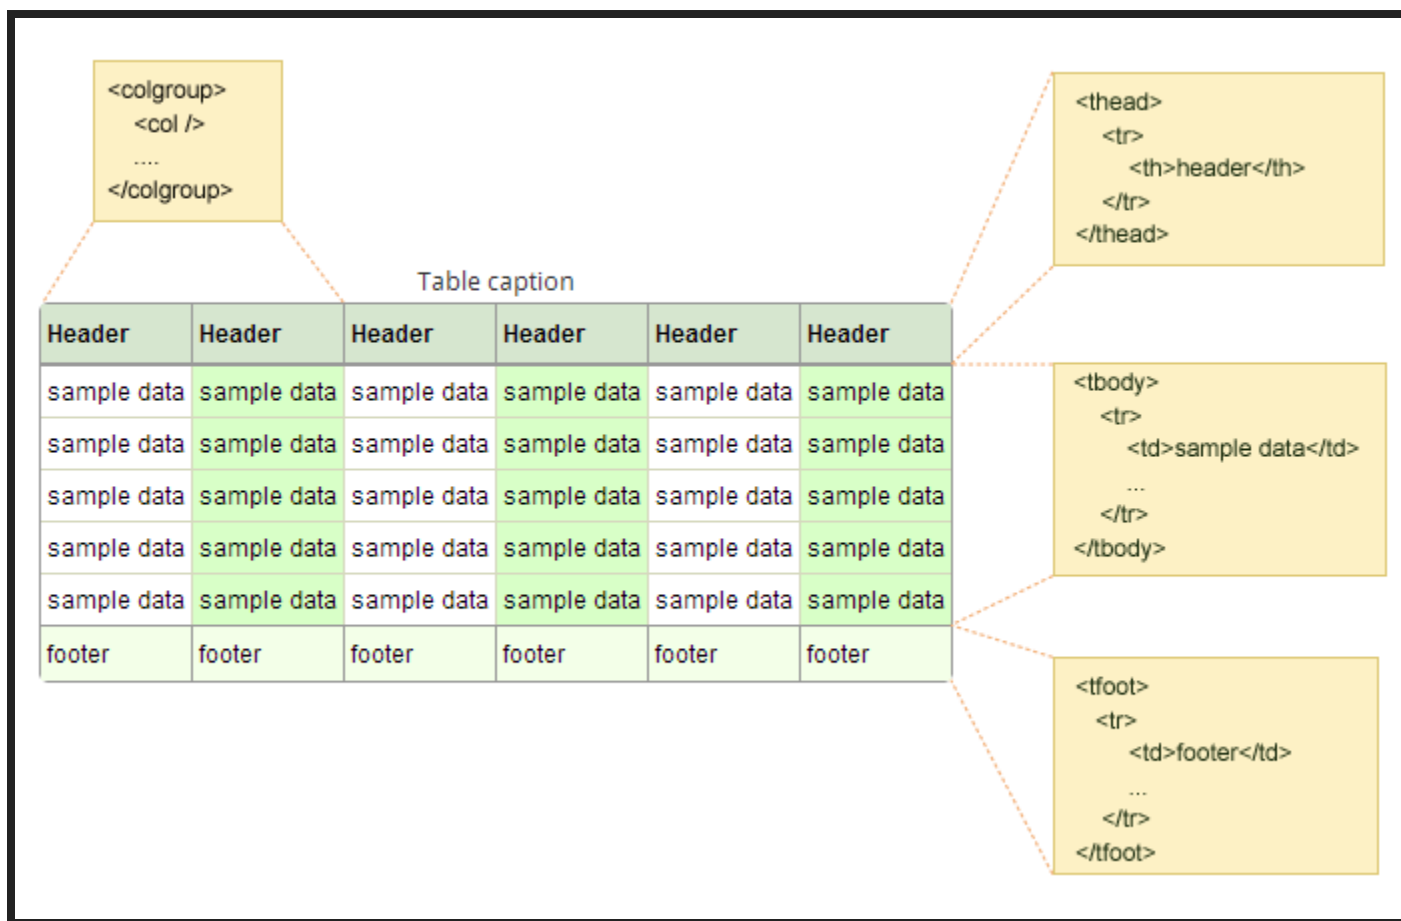 <colgroup>
<col />
....
</colgroup>
<thead>
<tr>
<th>header</th>
</tr>
</thead>
Table caption
Header Header Header Header Header Header
sample data sample data sample data sample data sample data sample data
sample data sample data sample data sample data sample data sample data
sample data sample data sample data sample data sample data sample data
sample data sample data sample data sample data sample data sample data
sample data sample data sample data sample data sample data sample data
footer footer footer footer footer footer
<tbody>
<tr>
<td>sample data</td>
...
</tr>
</tbody>
<tfoot>
<tr>
<td>footer</td>
...
</tr>
</tfoot>